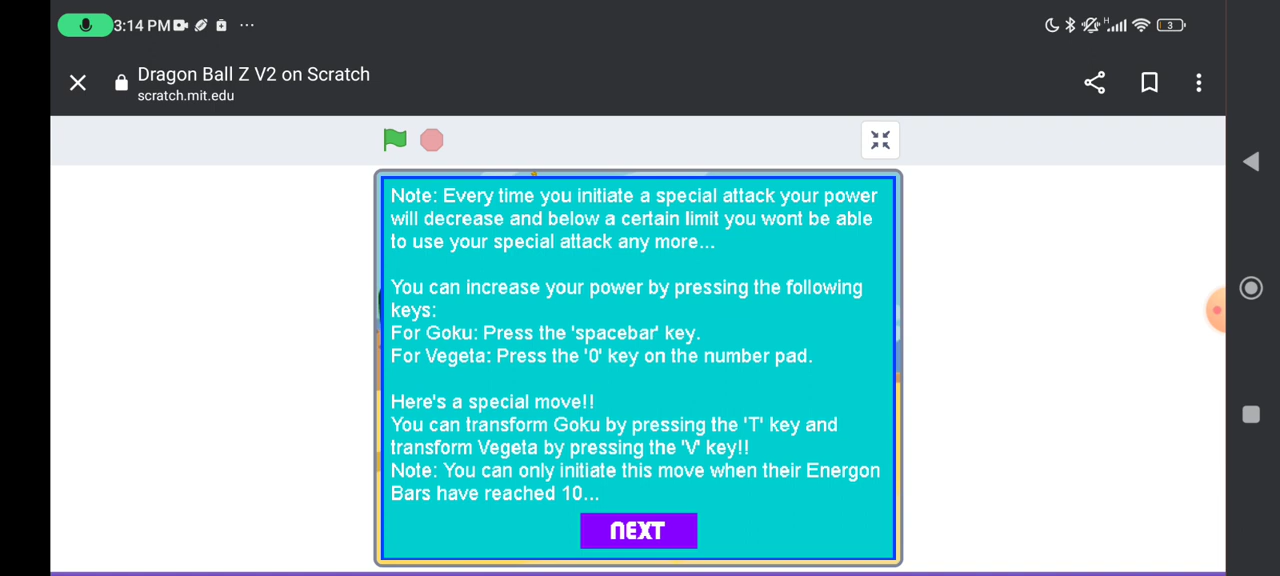 3:14 PM
H
3
Dragon Ball Z V2 on Scratch
scratch.mit.edu
Note: Every time you initiate a special attack your power
will decrease and below a certain limit you wont be able
to use your special attack any more...
You can increase your power by pressing the following
keys:
For Goku: Press the 'spacebar' key.
For Vegeta: Press the '0' key on the number pad.
Here's a special move!!
You can transform Goku by pressing the 'T' key and
transform Vegeta by pressing the 'V' key!!
Note: You can only initiate this move when their Energon
Bars have reached 10...
NEXT